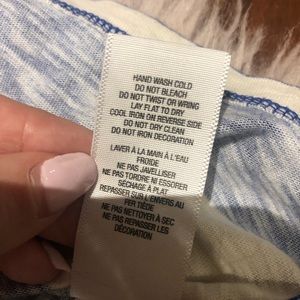 HAND WASH COLD
DO NOT BLEACH
DO NOT TWIST OR WRING
LAY FLAT TO DRY
COOL IRON ON REVERSE SIDE
DO NOT DRY CLEAN
DO NOT IRON DECORATION
LAVER À LA MAIN À L'EAU
FROIDE
NE PAS JAVELLISER
NE PAS TORDRE NI ESSORER
SÉCHAGE À PLAT
REPASSER SUR L'ENVERS AU
FER TIÈDE
NE PAS NETTOYER À SEC
NE PAS REPASSER LES
DÉCORATION